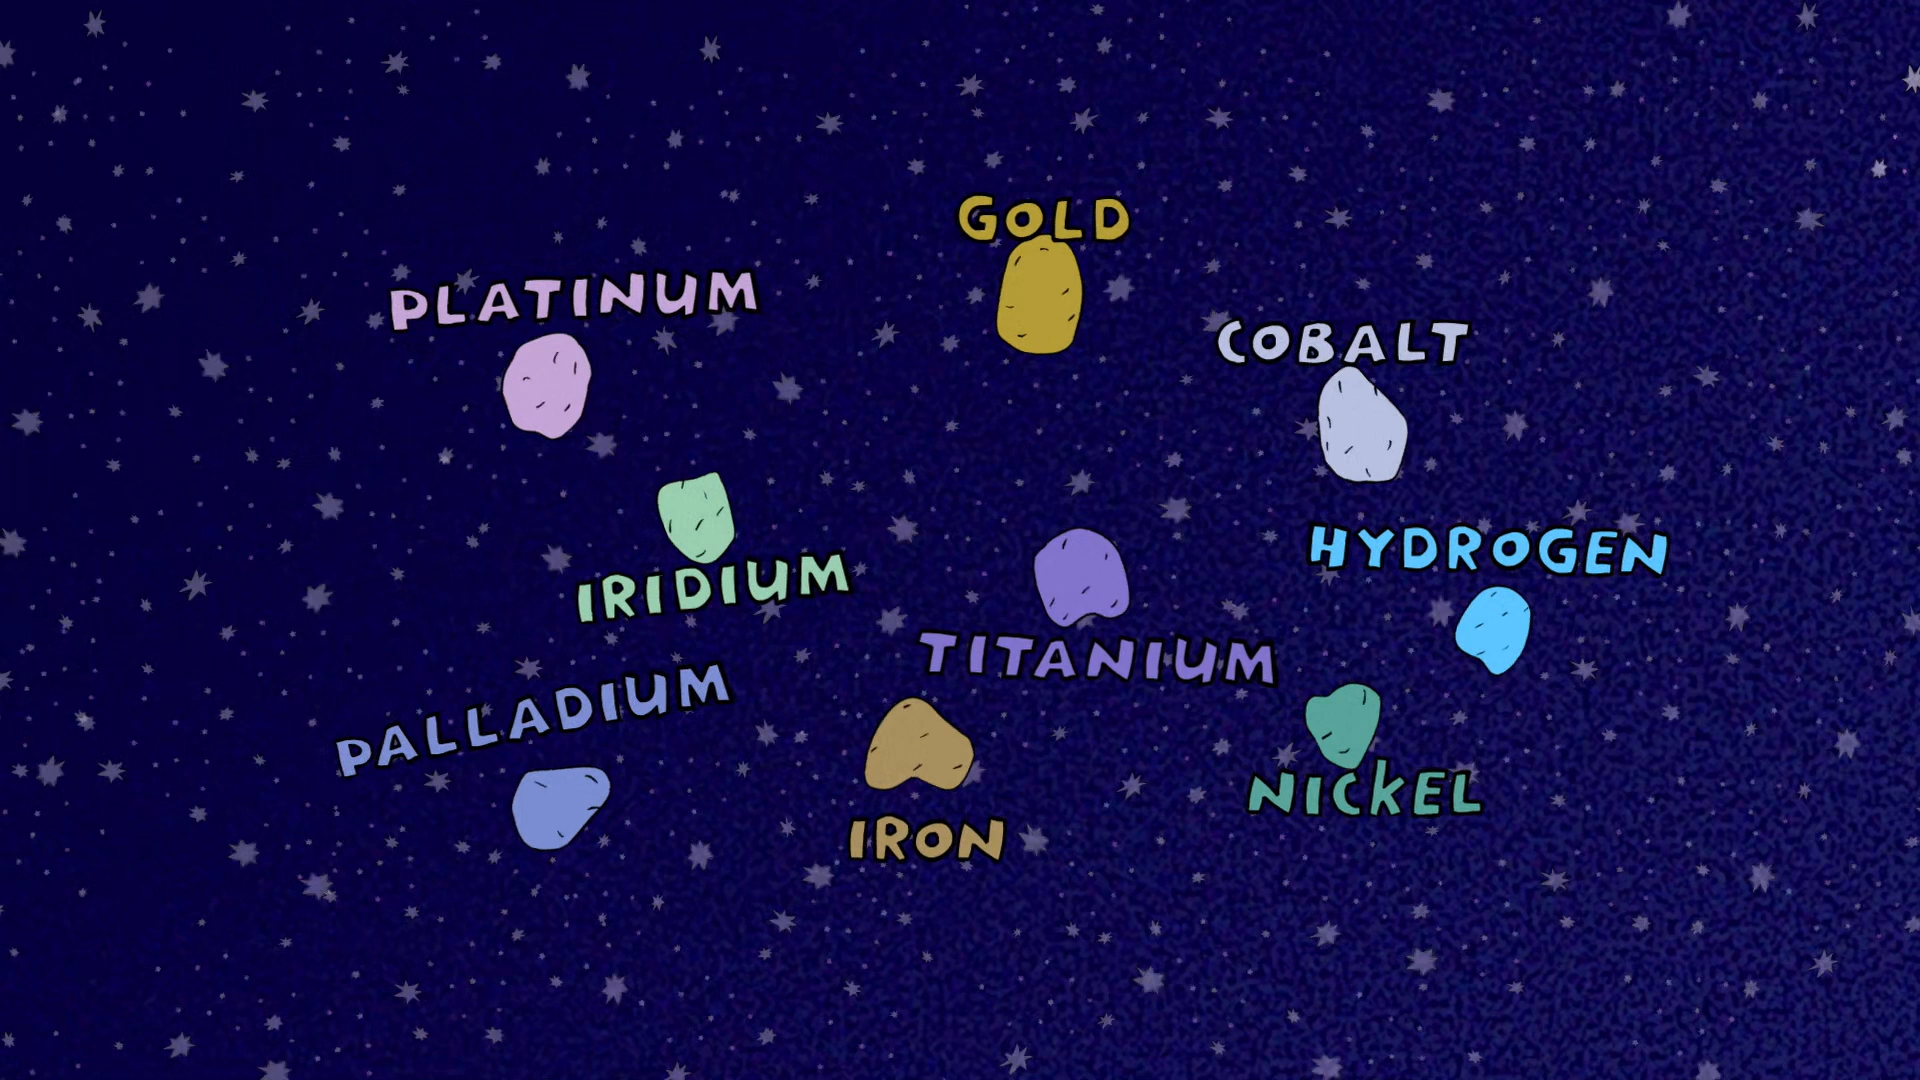 GOLD
PLATINUM
COBALT
HYDROGEN
IRIDIUM
TITANIUM
PALLADIUM
NICKEL
IRON